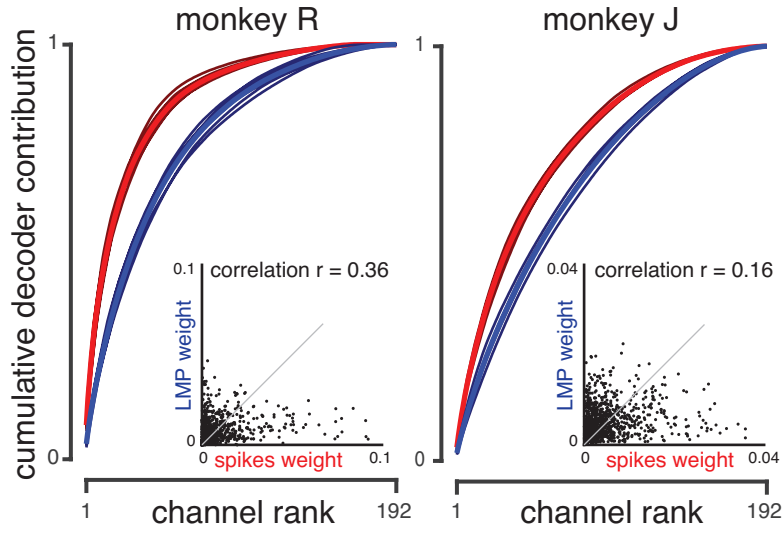 monkey R
monkey J
cumulative decoder contribution
1
0
0.1
correlation r = 0.36
LMP weight
0
0
spikes weight
0.1
1
192
channel rank
1
0
0.04
correlation r = 0.16
LMP weight
0
0
spikes weight
0.04
1
192
channel rank